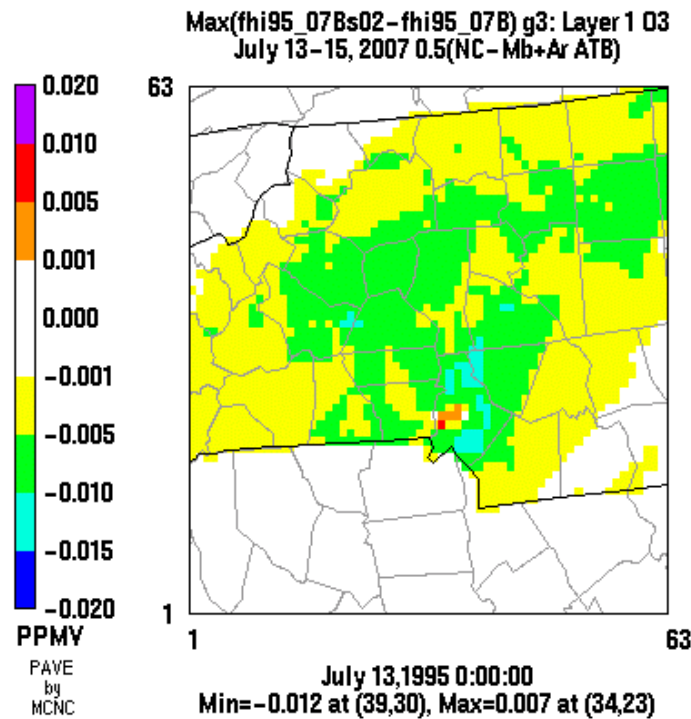 Max(fhi95_07Bs02−fhi95_07B) g3: Layer 1 O3
July 13−15, 2007 0.5(NC−Mb+Ar ATB)
0.020
0.010
0.005
0.001
0.000
−0.001
−0.005
−0.010
−0.015
−0.020
PPMV
PAVE
by
MCNC
63
1
1
63
July 13,1995 0:00:00
Min=−0.012 at (39,30), Max=0.007 at (34,23)